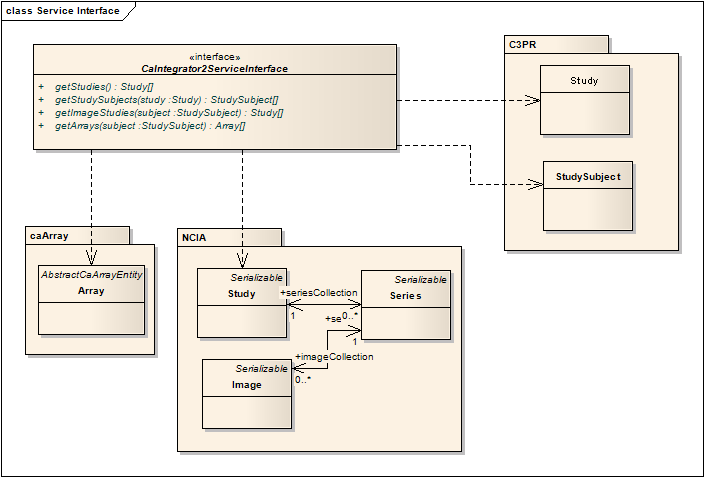 class Service Interface
«interface»
CaIntegrator2ServiceInterface
+ getStudies() : Study[]
+ getStudySubjects(study :Study) : StudySubject[]
+ getImageStudies(subject :StudySubject) : Study[]
+ getArrays(subject :StudySubject) : Array[]
C3PR
Study
StudySubject
caArray
AbstractCaArrayEntity
Array
NCIA
Serializable
Study
+seriesCollection
1
0..*
Serializable
Series
+se
1
+imageCollection
0..*
Serializable
Image